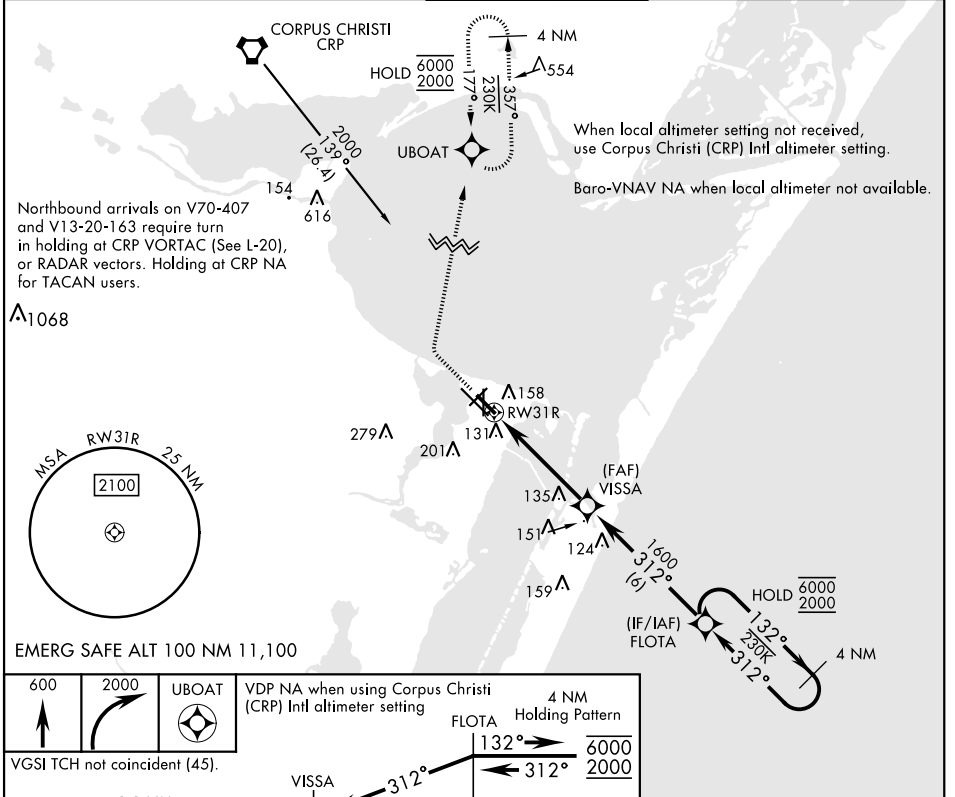 CORPUS CHRISTI
CRP
4 NM
HOLD 6000
2000
554
177°
230K
357°
UBOAT
2000
139°
(26.4)
154
616
When local altimeter setting not received,
use Corpus Christi (CRP) Intl altimeter setting.
Baro-VNAV NA when local altimeter not available.
Northbound arrivals on V70-407
and V13-20-163 require turn
in holding at CRP VORTAC (See L-20),
or RADAR vectors. Holding at CRP NA
for TACAN users.
1068
158
RW31R
279
201
131
MSA RW31R 25 NM
2100
(FAF)
VISSA
135
151
124
159
1600
312°
(6)
HOLD 6000
2000
(IF/IAF)
FLOTA
132°
230K
312°
4 NM
EMERG SAFE ALT 100 NM 11,100
600
2000
UBOAT
VDP NA when using Corpus Christi
(CRP) Intl altimeter setting
4 NM
Holding Pattern
FLOTA
132°
6000
312°
2000
VGSI TCH not coincident (45).
VISSA
312°